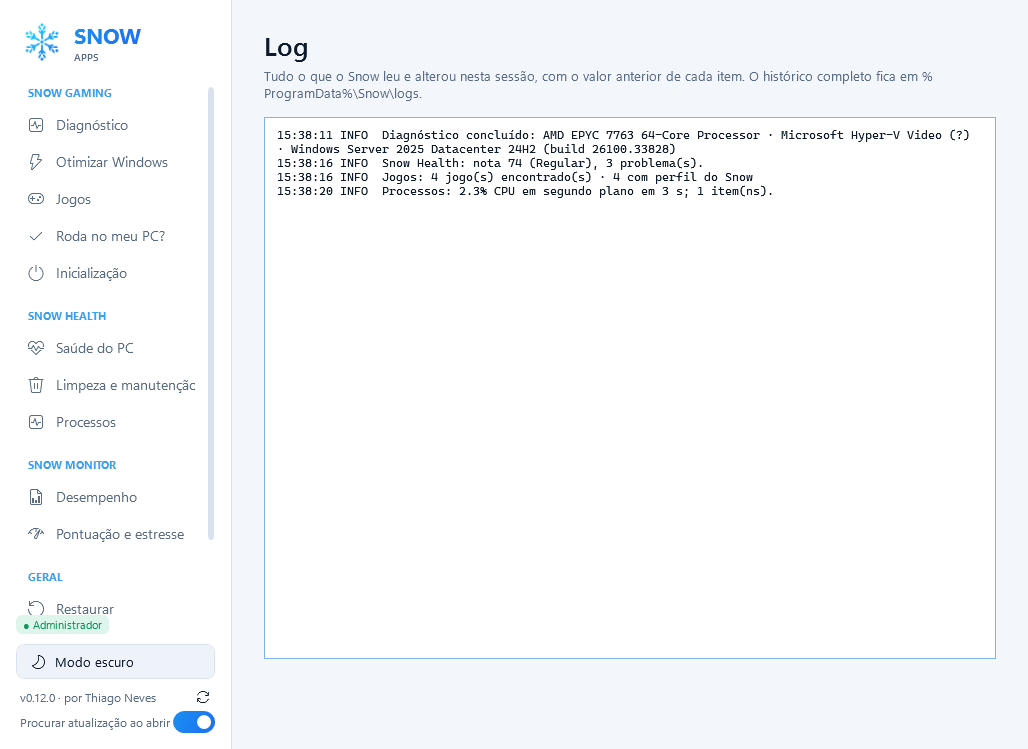 SNOW
APPS
SNOW GAMING
Diagnóstico
Otimizar Windows
Jogos
Roda no meu PC?
Inicialização
SNOW HEALTH
Saúde do PC
Limpeza e manutenção
Processos
SNOW MONITOR
Desempenho
Pontuação e estresse
GERAL
Restaurar
Administrador
Modo escuro
v0.12.0 · por Thiago Neves
Procurar atualização ao abrir
Log
Tudo o que o Snow leu e alterou nesta sessão, com o valor anterior de cada item. O histórico completo fica em %
ProgramData%\Snow\logs.
15:38:11 INFO  Diagnóstico concluído: AMD EPYC 7763 64-Core Processor · Microsoft Hyper-V Video (?)
· Windows Server 2025 Datacenter 24H2 (build 26100.33828)
15:38:16 INFO  Snow Health: nota 74 (Regular), 3 problema(s).
15:38:16 INFO  Jogos: 4 jogo(s) encontrado(s) · 4 com perfil do Snow
15:38:20 INFO  Processos: 2.3% CPU em segundo plano em 3 s; 1 item(ns).